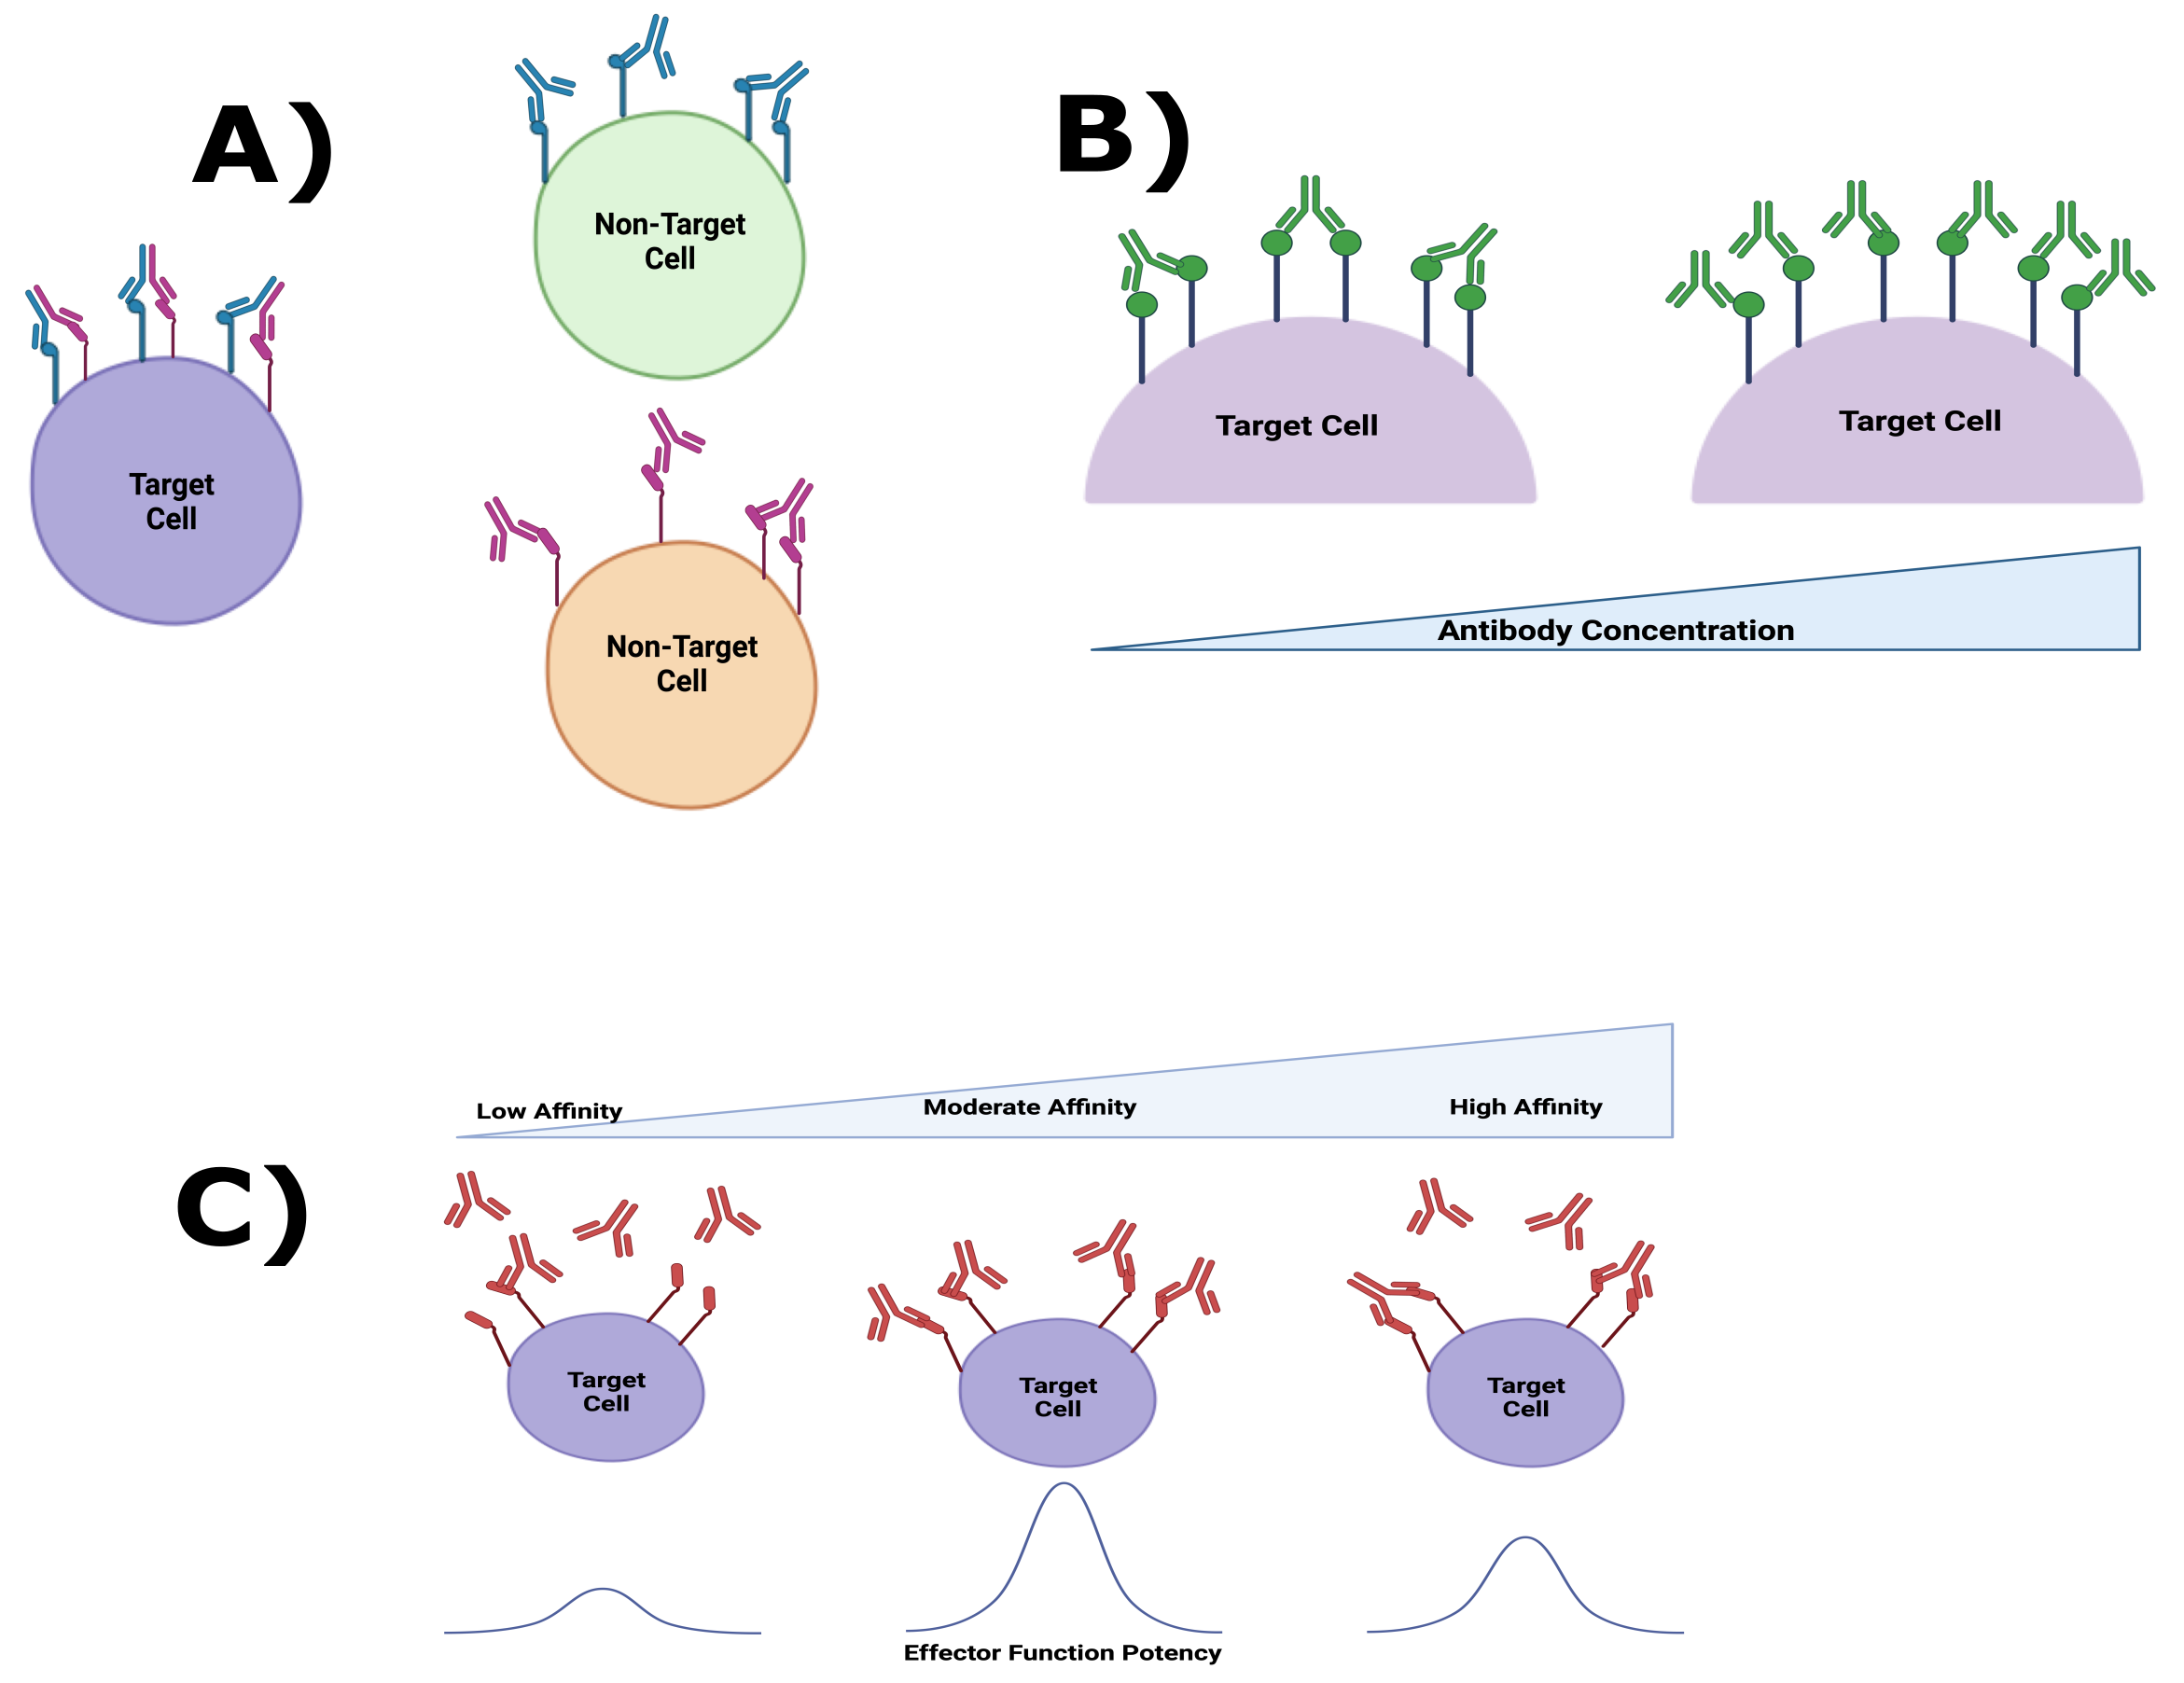 A)
Non-Target
Cell
Target
Cell
Non-Target
Cell
B)
Target Cell
Target Cell
Antibody Concentration
Low Affinity
Moderate Affinity
High Affinity
C)
Target
Cell
Target
Cell
Target
Cell
Effector Function Potency